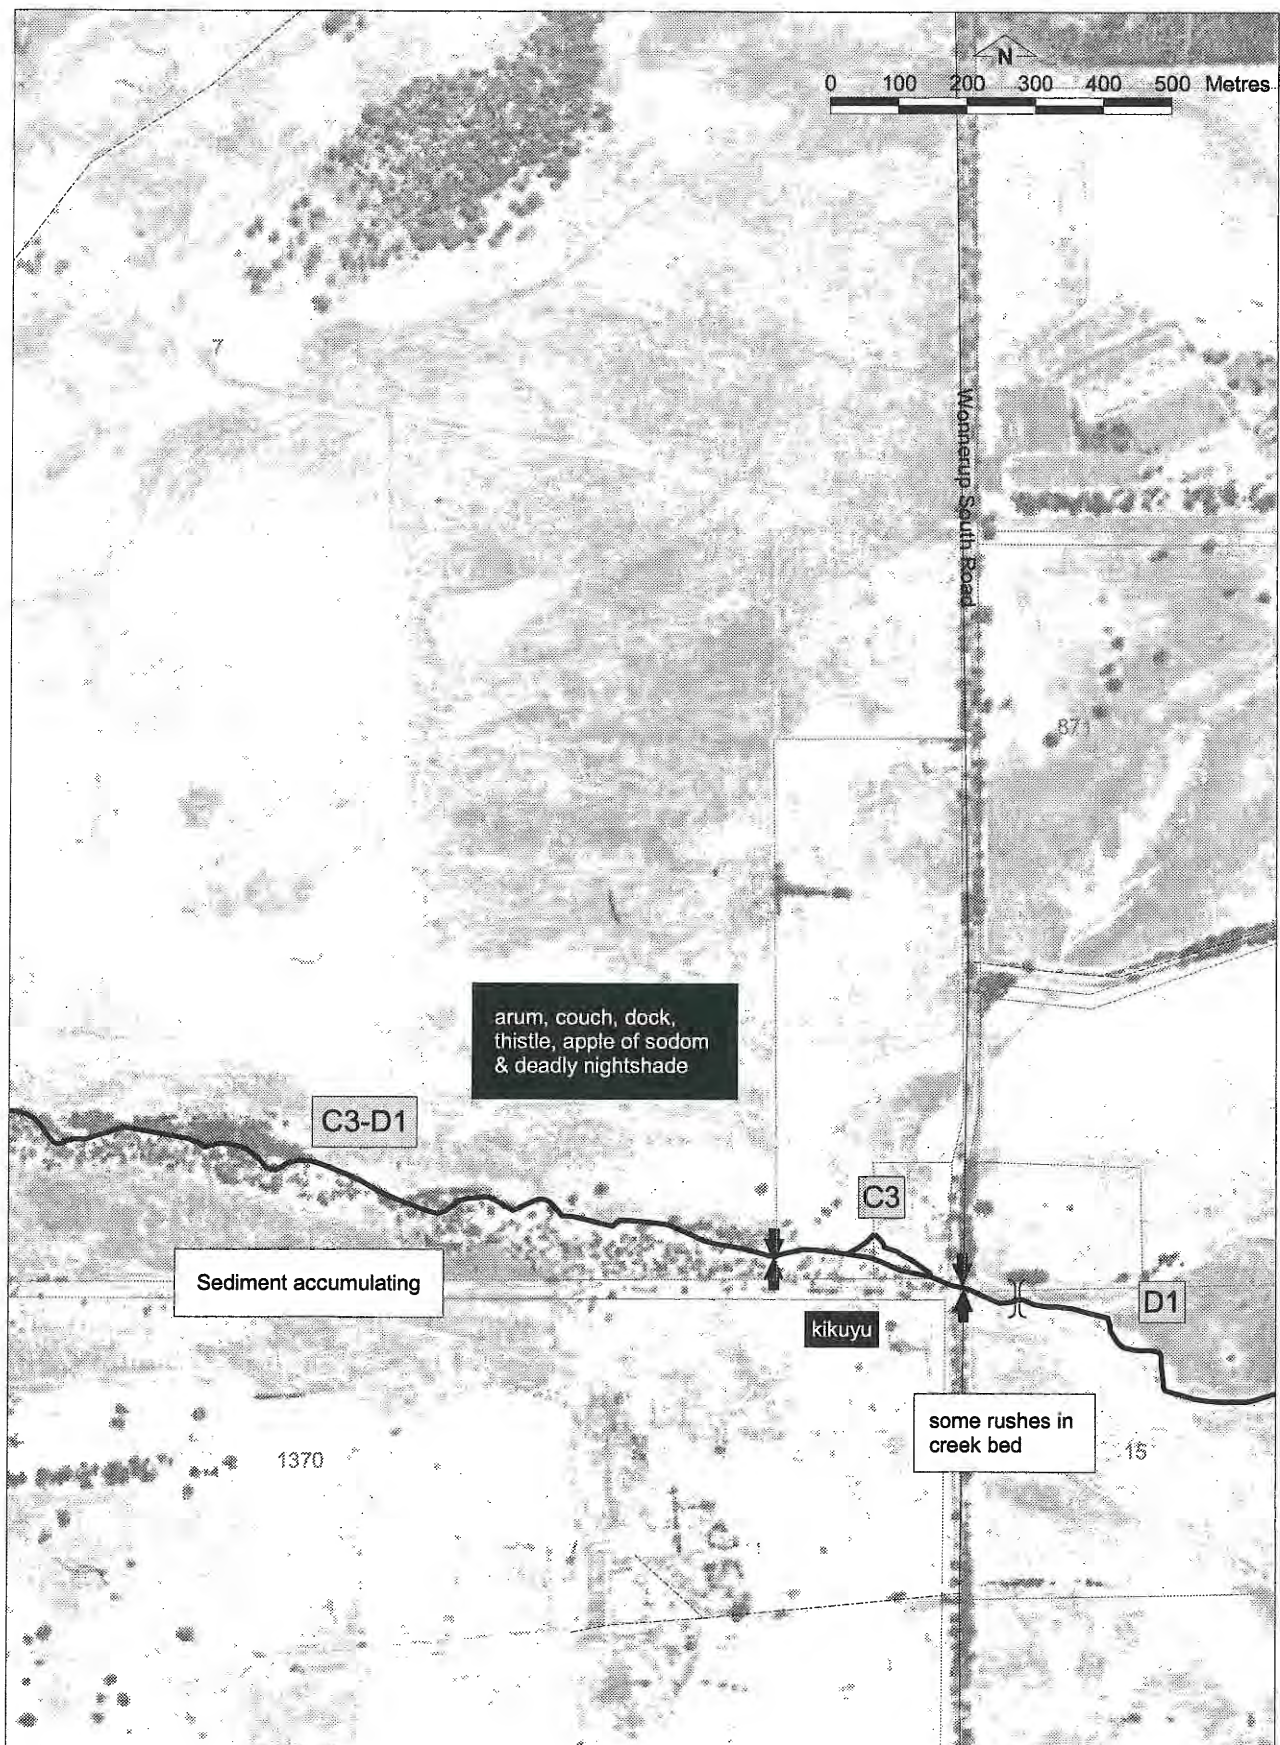 N
0 100 200 300 400 500 Metres
7
Wonnerup South Road
871
arum, couch, dock,
thistle, apple of sodom
& deadly nightshade
C3-D1
C3
Sediment accumulating
D1
kikuyu
some rushes in
creek bed
15
1370